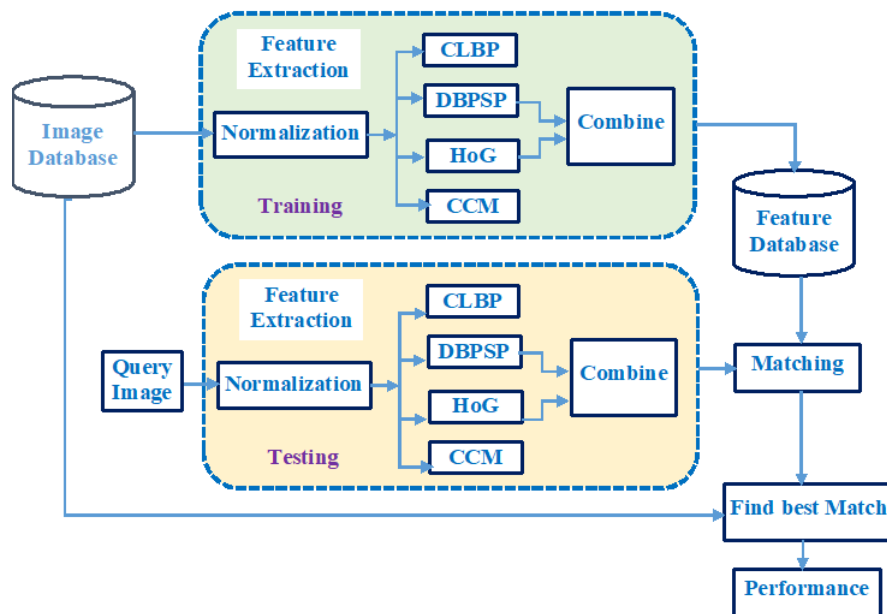 Feature
Extraction
CLBP
DBPSP
Image
Database
Normalization
Combine
HoG
Training
CCM
Feature
Database
Feature
Extraction
CLBP
DBPSP
Query
Image
Normalization
Combine
Matching
HoG
Testing
CCM
Find best Match
Performance